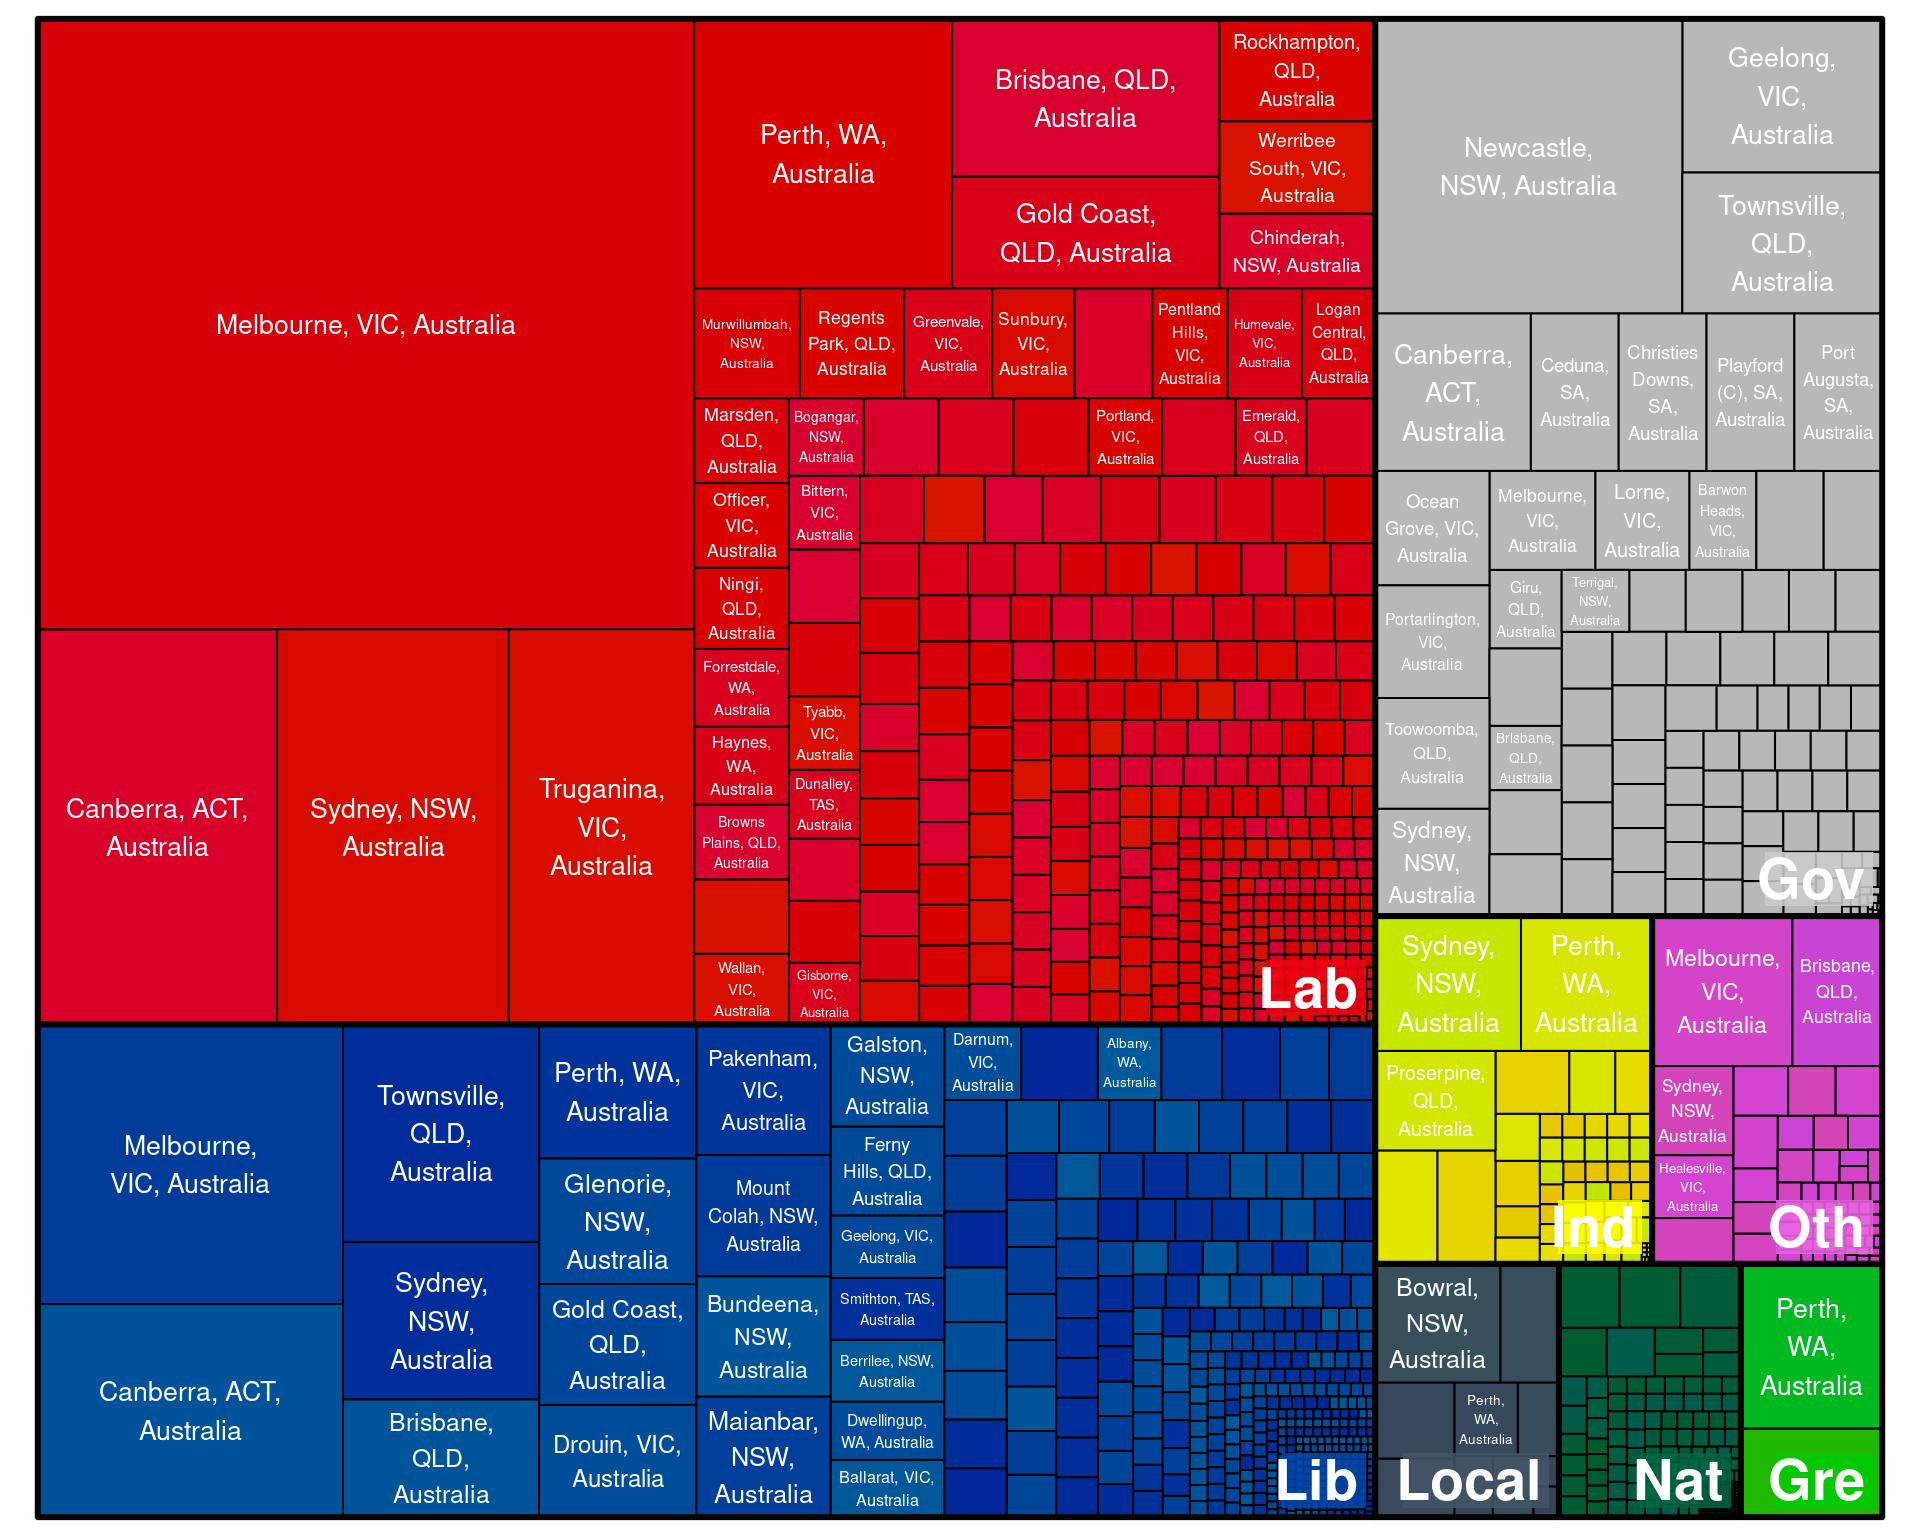 Melbourne, VIC, Australia
Canberra, ACT,
Australia
Sydney, NSW,
Australia
Truganina,
VIC,
Australia
Perth, WA,
Australia
Brisbane, QLD,
Australia
Gold Coast,
QLD, Australia
Rockhampton,
QLD,
Australia
Werribee
South, VIC,
Australia
Chinderah,
NSW, Australia
Murwillumbah,
NSW,
Australia
Regents
Park, QLD,
Australia
Greenvale,
VIC,
Australia
Sunbury,
VIC,
Australia
Pentland
Hills,
VIC,
Australia
Humevale,
VIC,
Australia
Logan
Central,
QLD,
Australia
Marsden,
QLD,
Australia
Officer,
VIC,
Australia
Ningi,
QLD,
Australia
Forrestdale,
WA,
Australia
Haynes,
WA,
Australia
Browns
Plains, QLD,
Australia
Wallan,
VIC,
Australia
Bogangar,
NSW,
Australia
Portland,
VIC,
Australia
Emerald,
QLD,
Australia
Bittern,
VIC,
Australia
Tyabb,
VIC,
Australia
Dunalley,
TAS,
Australia
Gisborne,
VIC,
Australia
Lab
Melbourne,
VIC, Australia
Canberra, ACT,
Australia
Townsville,
QLD,
Australia
Sydney,
NSW,
Australia
Brisbane,
QLD,
Australia
Perth, WA,
Australia
Glenorie,
NSW,
Australia
Gold Coast,
QLD,
Australia
Drouin, VIC,
Australia
Pakenham,
VIC,
Australia
Mount
Colah, NSW,
Australia
Bundeena,
NSW,
Australia
Maianbar,
NSW,
Australia
Galston,
NSW,
Australia
Ferny
Hills, QLD,
Australia
Geelong, VIC,
Australia
Smithton, TAS,
Australia
Berrilee, NSW,
Australia
Dwellingup,
WA, Australia
Ballarat, VIC,
Australia
Darnum,
VIC,
Australia
Albany,
WA,
Australia
Lib
Newcastle,
NSW, Australia
Geelong,
VIC,
Australia
Townsville,
QLD,
Australia
Canberra,
ACT,
Australia
Ceduna,
SA,
Australia
Christies
Downs,
SA,
Australia
Playford
(C), SA,
Australia
Port
Augusta,
SA,
Australia
Ocean
Grove, VIC,
Australia
Portarlington,
VIC,
Australia
Toowoomba,
QLD,
Australia
Sydney,
NSW,
Australia
Melbourne,
VIC,
Australia
Lorne,
VIC,
Australia
Barwon
Heads,
VIC,
Australia
Giru,
QLD,
Australia
Terrigal,
NSW,
Australia
Brisbane,
QLD,
Australia
Gov
Sydney,
NSW,
Australia
Perth,
WA,
Australia
Proserpine,
QLD,
Australia
Ind
Melbourne,
VIC,
Australia
Brisbane,
QLD,
Australia
Sydney,
NSW,
Australia
Healesville,
VIC,
Australia
Oth
Bowral,
NSW,
Australia
Perth,
WA,
Australia
Local
Nat
Perth,
WA,
Australia
Gre